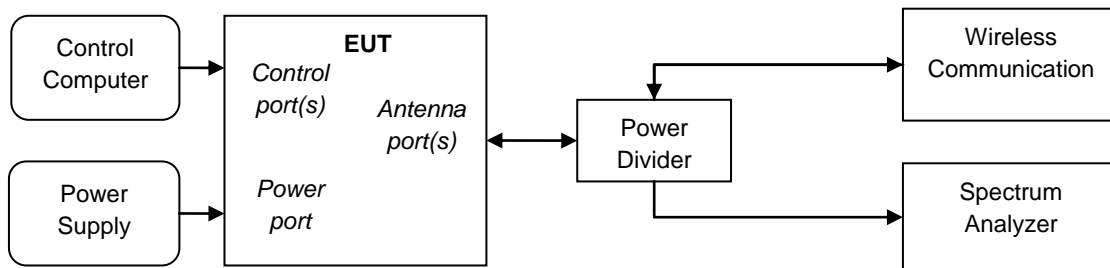 Control
Computer
Power
Supply
EUT
Control
port(s)
Antenna
port(s)
Power
port
Power
Divider
Wireless
Communication
Spectrum
Analyzer